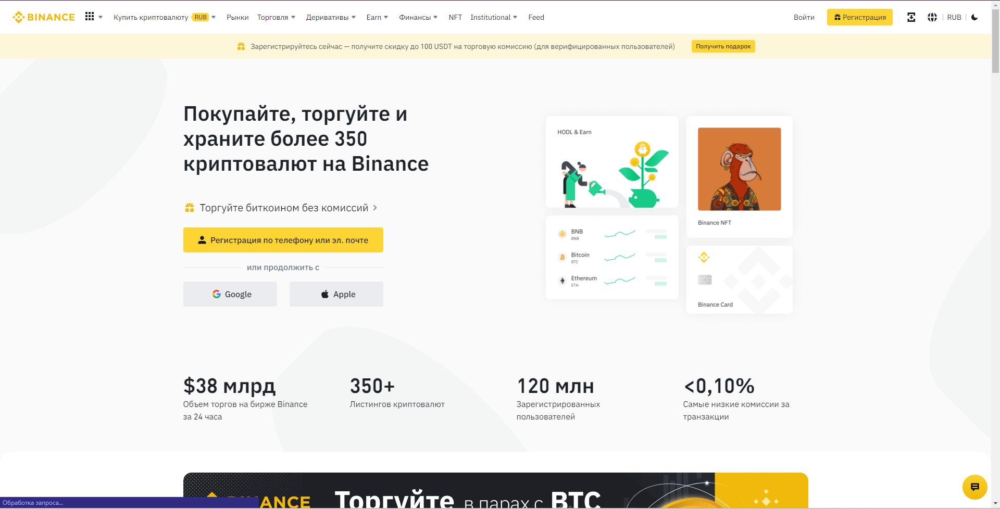 BINANCE
Купить криптовалюту RUB
Рынки
Торговля
Деривативы
Earn
Финансы
NFT
Institutional
Feed
Войти
Регистрация
RUB
Зарегистрируйтесь сейчас — получите скидку до 100 USDT на торговую комиссию (для верифицированных пользователей)
Получить подарок
Покупайте, торгуйте и
храните более 350
криптовалют на Binance
Торгуйте биткоином без комиссий
Регистрация по телефону или эл. почте
или продолжить с
Google
Apple
HODL & Earn
Binance NFT
BNB
BNB
Bitcoin
BTC
Ethereum
ETH
Binance Card
$38 млрд
Объем торгов на бирже Binance
за 24 часа
350+
Листингов криптовалют
120 млн
Зарегистрированных
пользователей
<0,10%
Самые низкие комиссии за
транзакции
BINANCE
Торгуйте в парах с BTC
Обработка запроса...